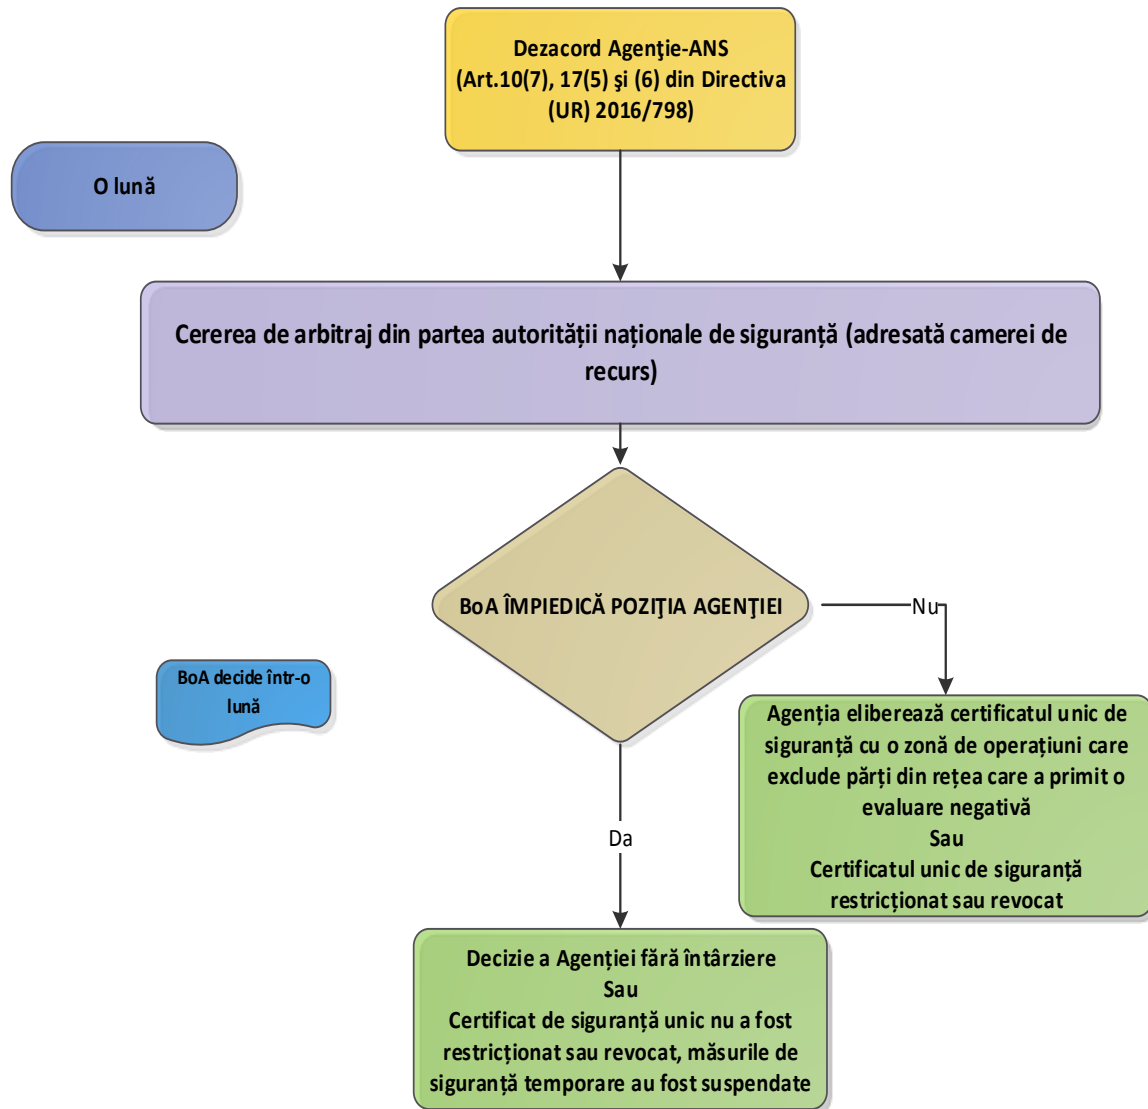 Dezacord Agenţie-ANS
(Art.10(7), 17(5) şi (6) din Directiva
(UR) 2016/798)
O lună
Cererea de arbitraj din partea autorității naționale de siguranță (adresată camerei de
recurs)
BoA ÎMPIEDICĂ POZIŢIA AGENŢIEI
Nu
BoA decide într-o
lună
Agenția eliberează certificatul unic de
siguranță cu o zonă de operațiuni care
exclude părți din rețea care a primit o
evaluare negativă
Sau
Certificatul unic de siguranță
restricționat sau revocat
Da
Decizie a Agenției fără întârziere
Sau
Certificat de siguranță unic nu a fost
restricționat sau revocat, măsurile de
siguranță temporare au fost suspendate